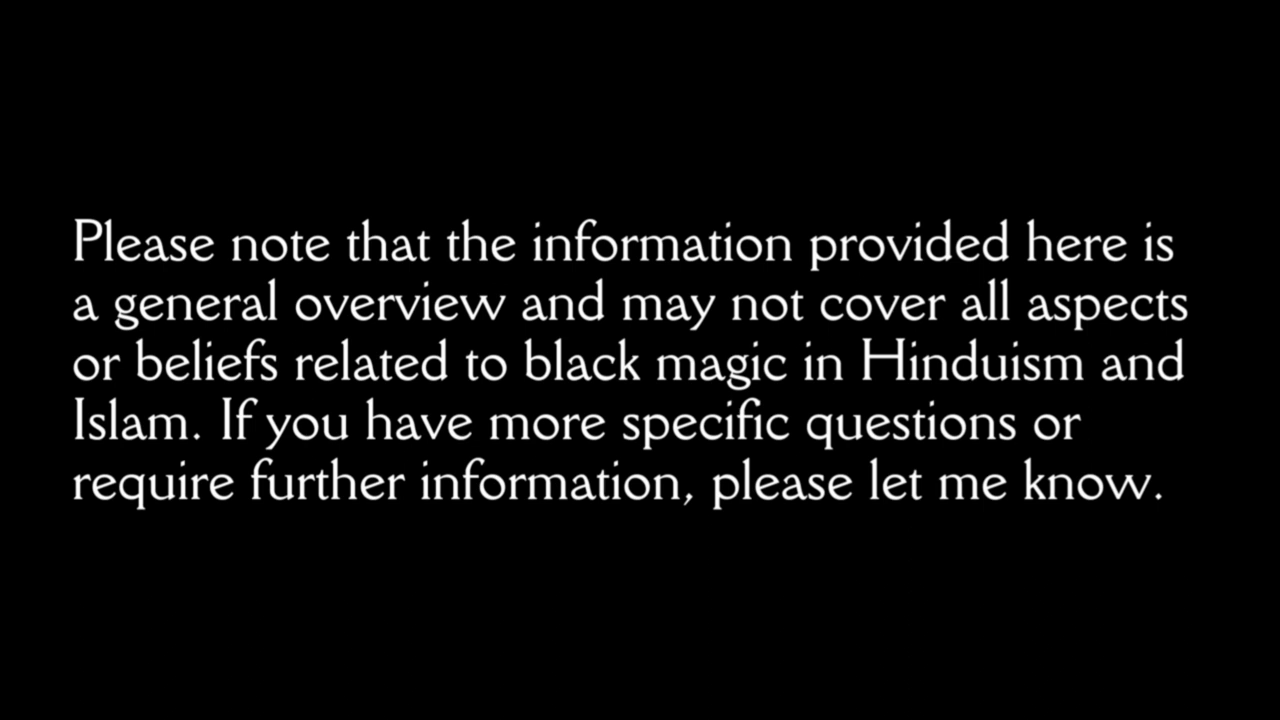 Please note that the information provided here is
a general overview and may not cover all aspects
or beliefs related to black magic in Hinduism and
Islam. If you have more specific questions or
require further information, please let me know.